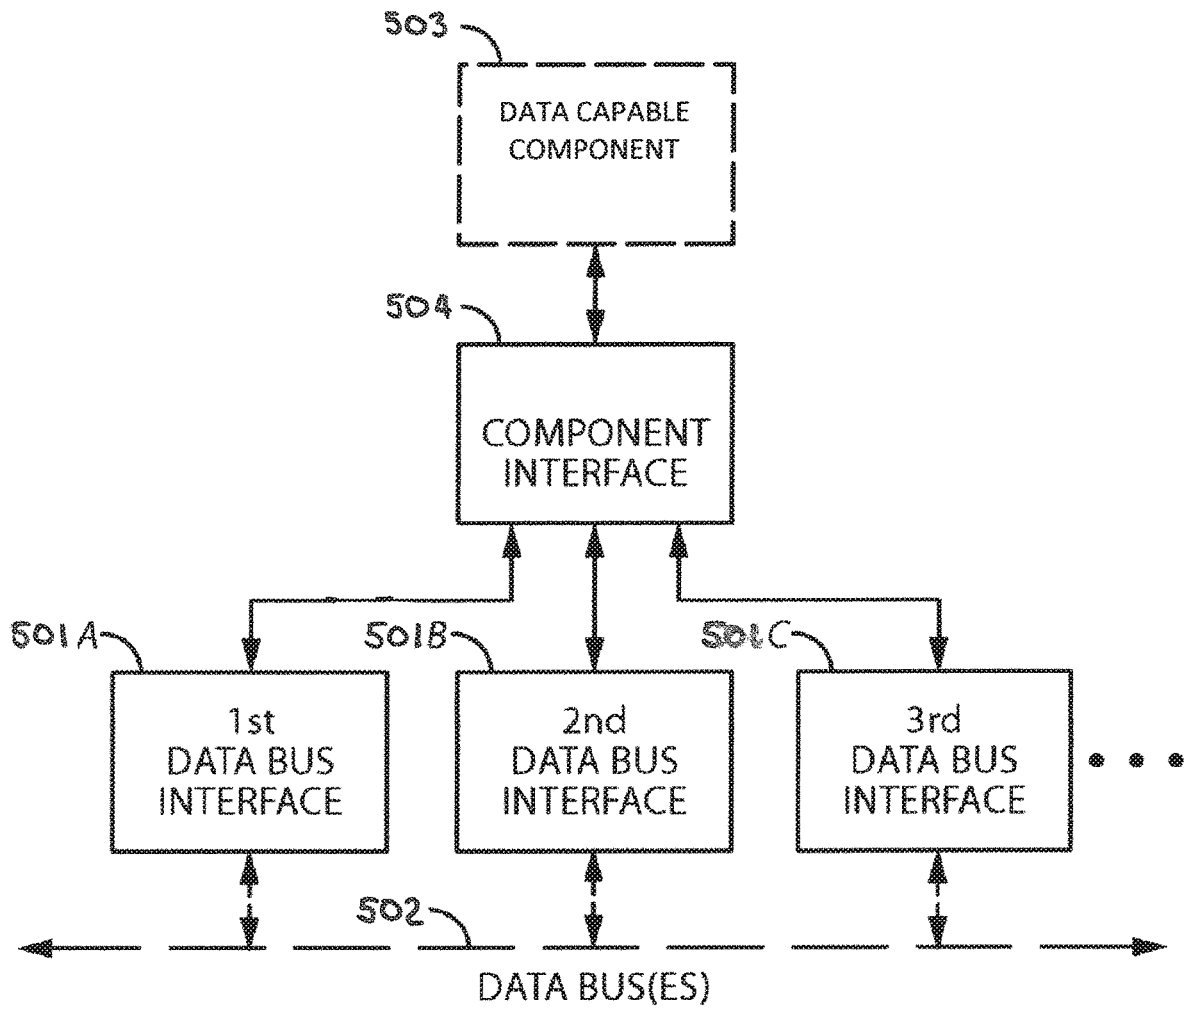 503
DATA CAPABLE
COMPONENT
504
COMPONENT
INTERFACE
501A
501B
501C
1st
DATA BUS
INTERFACE
2nd
DATA BUS
INTERFACE
3rd
DATA BUS
INTERFACE
502
DATA BUS(ES)